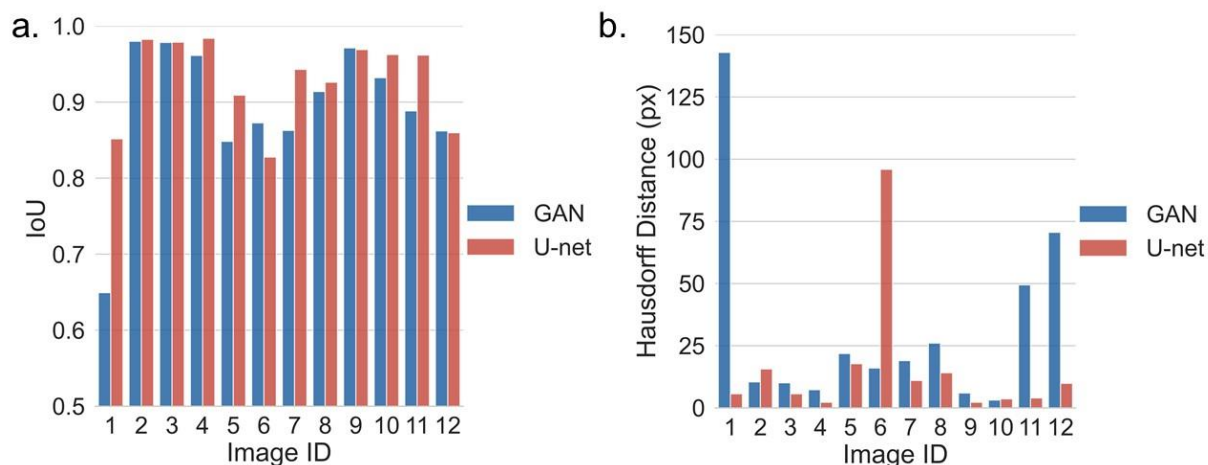 a.
IoU
1.0
0.9
0.8
0.7
0.6
0.5
1 2 3 4 5 6 7 8 9 10 11 12
Image ID
GAN
U-net
b.
Hausdorff Distance (px)
150
125
100
75
50
25
0
1 2 3 4 5 6 7 8 9 10 11 12
Image ID
GAN
U-net